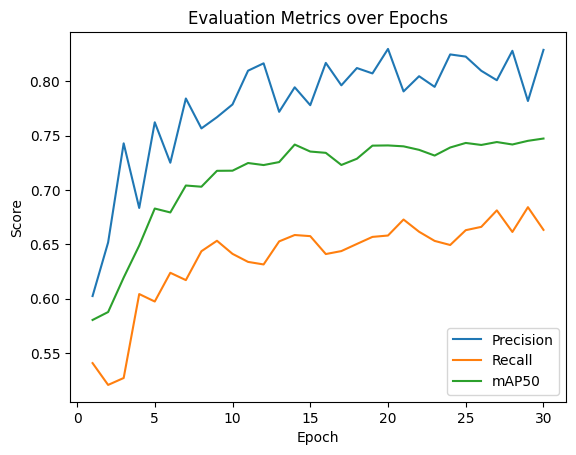 Evaluation Metrics over Epochs
Score
0.80
0.75
0.70
0.65
0.60
0.55
Precision
Recall
mAP50
0 5 10 15 20 25 30
Epoch